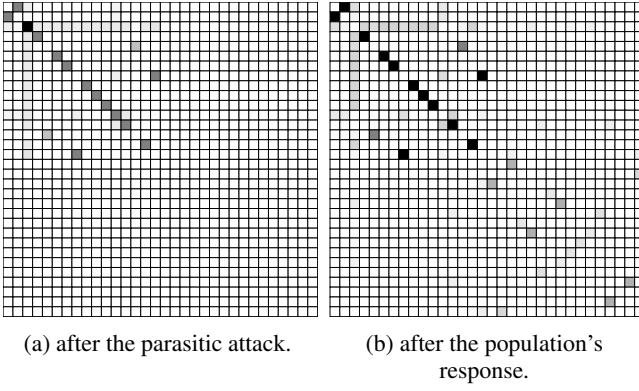 (a) after the parasitic attack.
(b) after the population's
response.